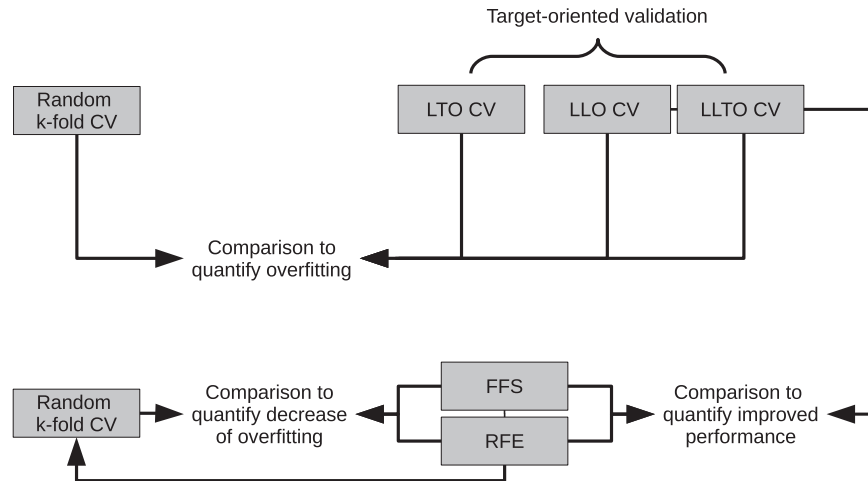 Target-oriented validation
Random
k-fold CV
LTO CV
LLO CV
LLTO CV
Comparison to
quantify overfitting
Random
k-fold CV
Comparison to
quantify decrease
of overfitting
FFS
RFE
Comparison to
quantify improved
performance